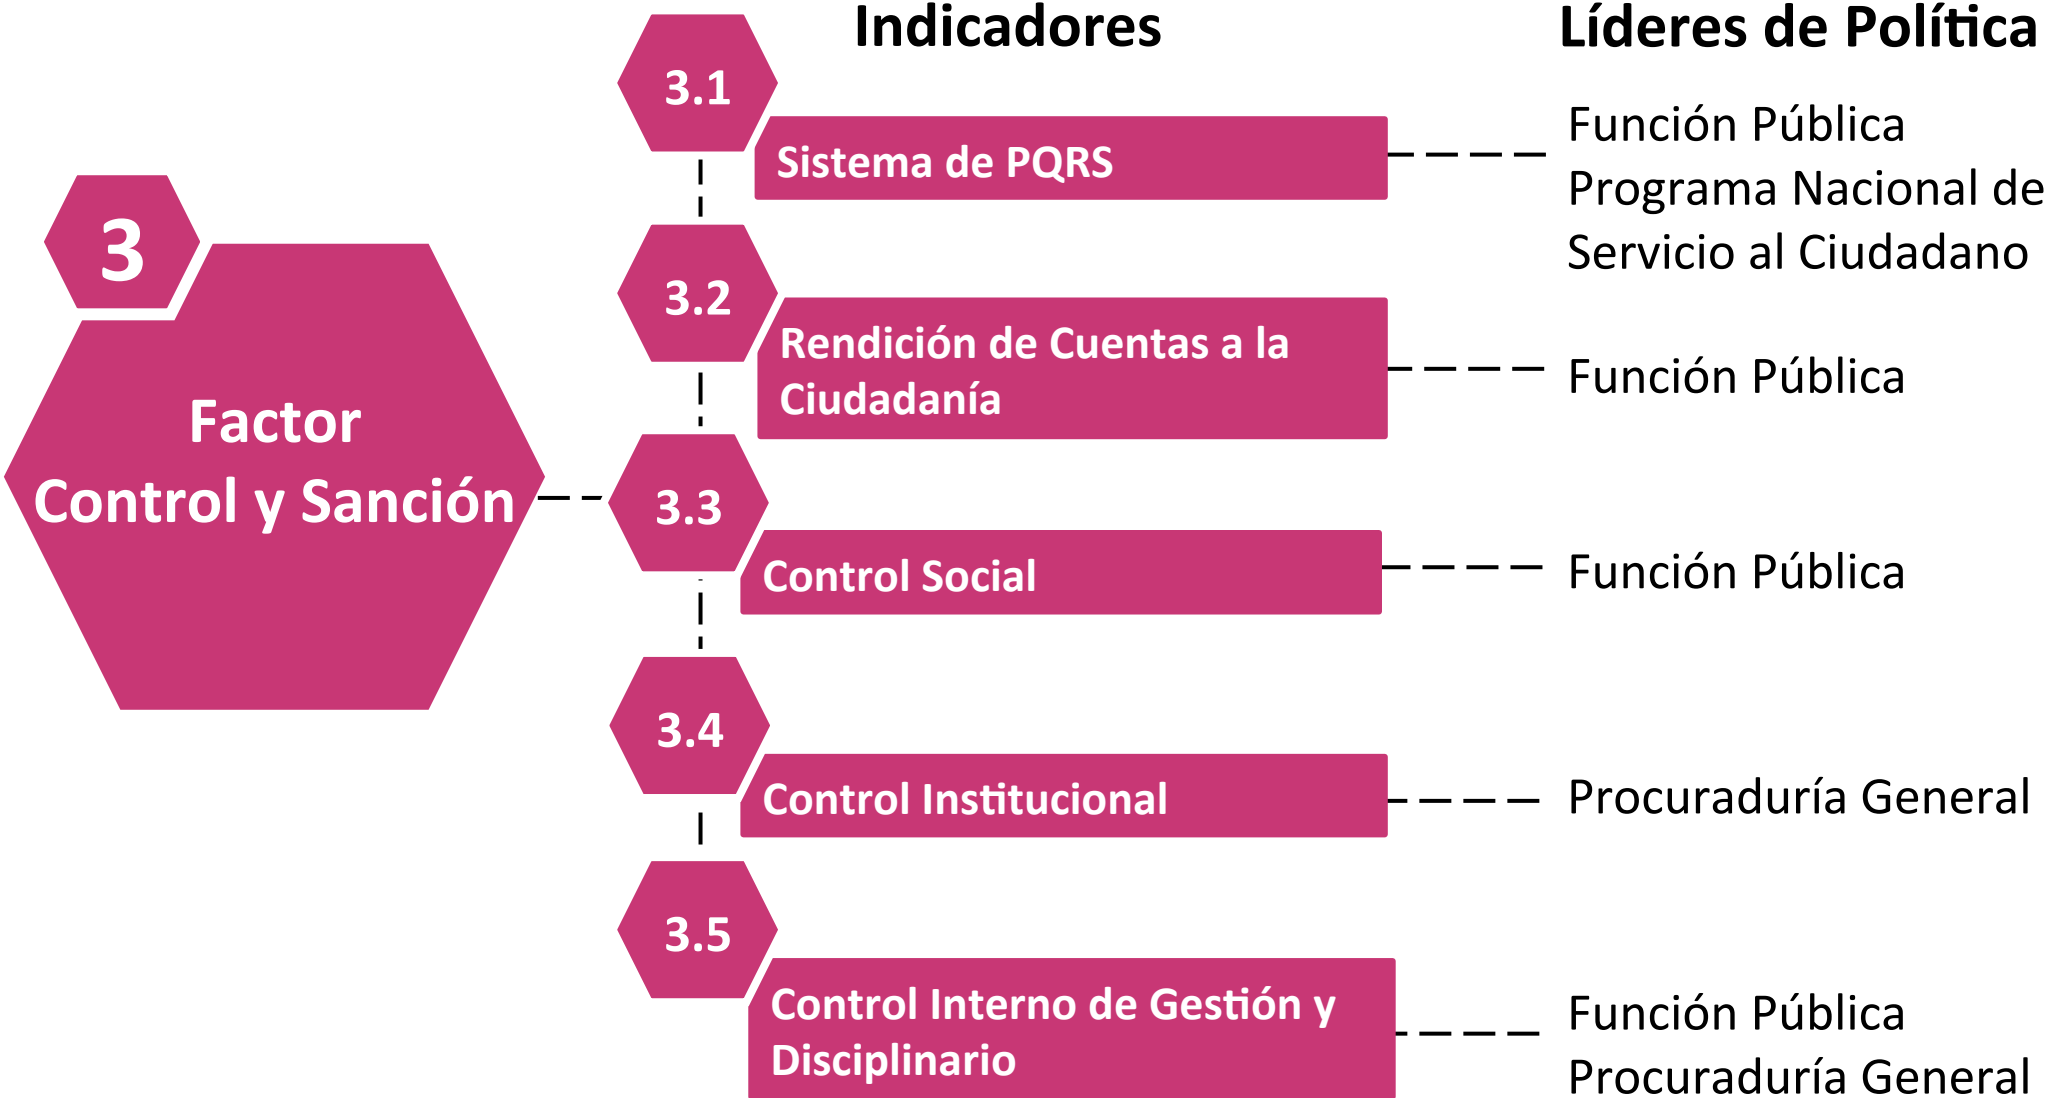 Indicadores
Líderes de Política
3
Factor
Control y Sanción
3.1
Sistema de PQRS
Función Pública
Programa Nacional de
Servicio al Ciudadano
3.2
Rendición de Cuentas a la
Ciudadanía
Función Pública
3.3
Control Social
Función Pública
3.4
Control Institucional
Procuraduría General
3.5
Control Interno de Gestión y
Disciplinario
Función Pública
Procuraduría General